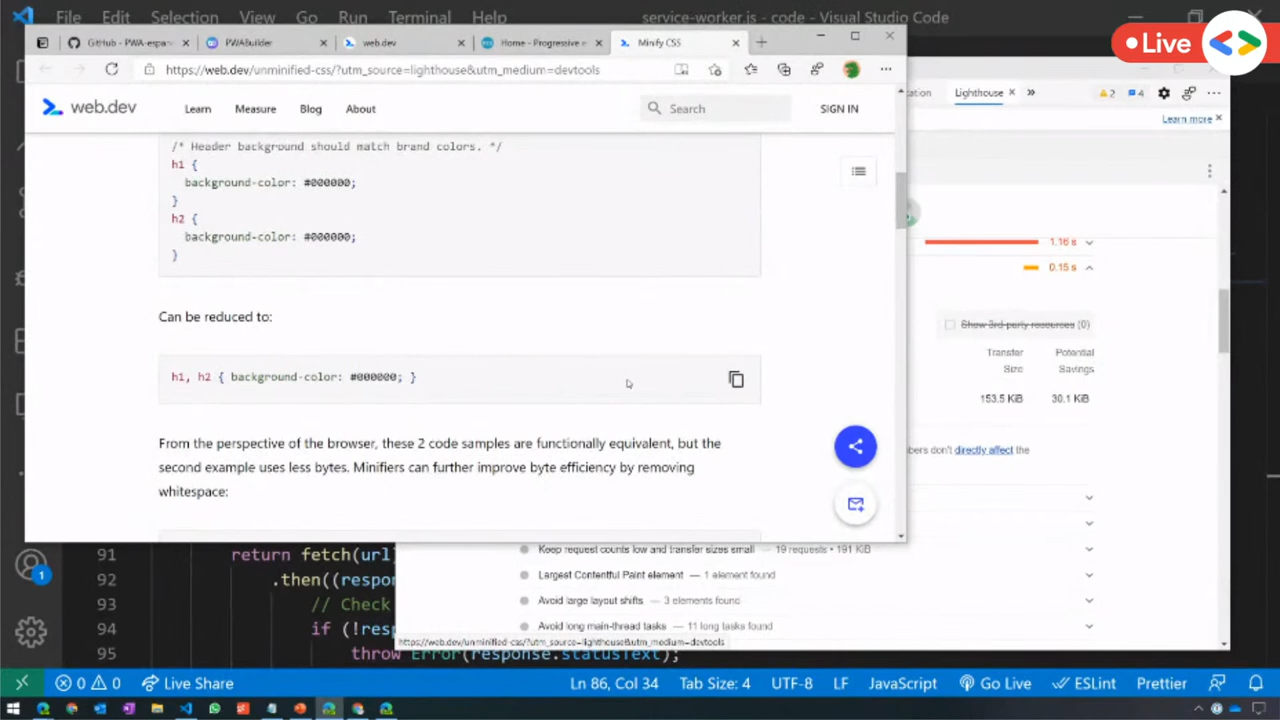 File Edit Selection View Go Run Terminal Help service-worker.js - code - Visual Studio Code
Live
GitHub - PWA-espa
PWABuilder
web.dev
Home - Progressive e
Minify CSS
https://web.dev/unminified-css/?utm_source=lighthouse&utm_medium=devtools
web.dev
Learn Measure Blog About
Search
SIGN IN
/* Header background should match brand colors. */
h1 {
background-color: #000000;
}
h2 {
background-color: #000000;
}
Can be reduced to:
h1, h2 { background-color: #000000; }
From the perspective of the browser, these 2 code samples are functionally equivalent, but the
second example uses less bytes. Minifiers can further improve byte efficiency by removing
whitespace:
ation
Lighthouse
2
4
Learn more
1.16 s
0.15 s
Show 3rd-party resources (0)
Transfer
Size
Potential
Savings
153.5 KiB 30.1 KiB
bers don't directly affect the
Keep request counts low and transfer sizes small — 19 requests • 191 KiB
Largest Contentful Paint element — 1 element found
Avoid large layout shifts — 3 elements found
Avoid long main-thread tasks — 11 long tasks found
https://web.dev/unminified-css/?utm_source=lighthouse&utm_medium=devtools
91 return fetch(url
92 .then((respon
93 // Check
94 if (!resp
95 throw Error(response.statusText);
1
0 0 Live Share Ln 86, Col 34 Tab Size: 4 UTF-8 LF JavaScript Go Live ESLint Prettier